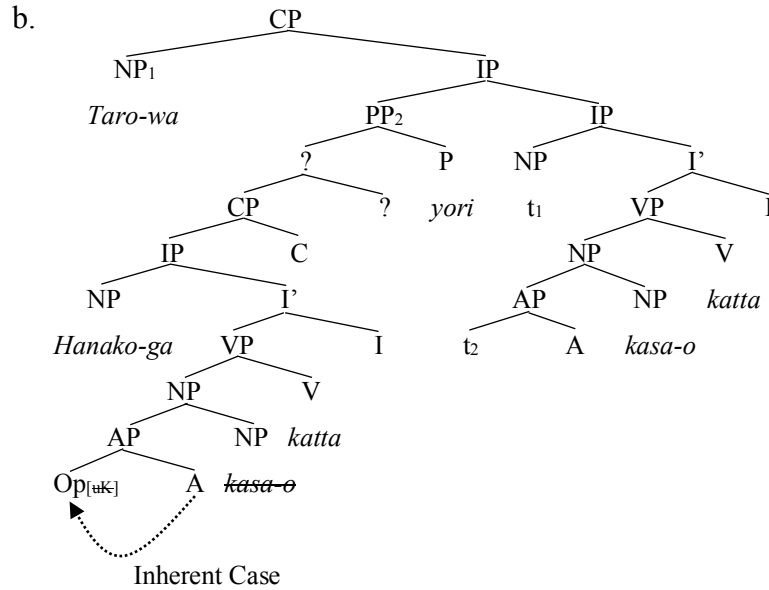 b.
CP
NP₁ IP
Taro-wa PP₂ IP
? P NP I'
CP ? yori t₁ VP I
IP C NP V
NP I' AP NP katta
Hanako-ga VP I t₂ A kasa-o
NP V
AP NP katta
Op[uK] A kasa-o
Inherent Case